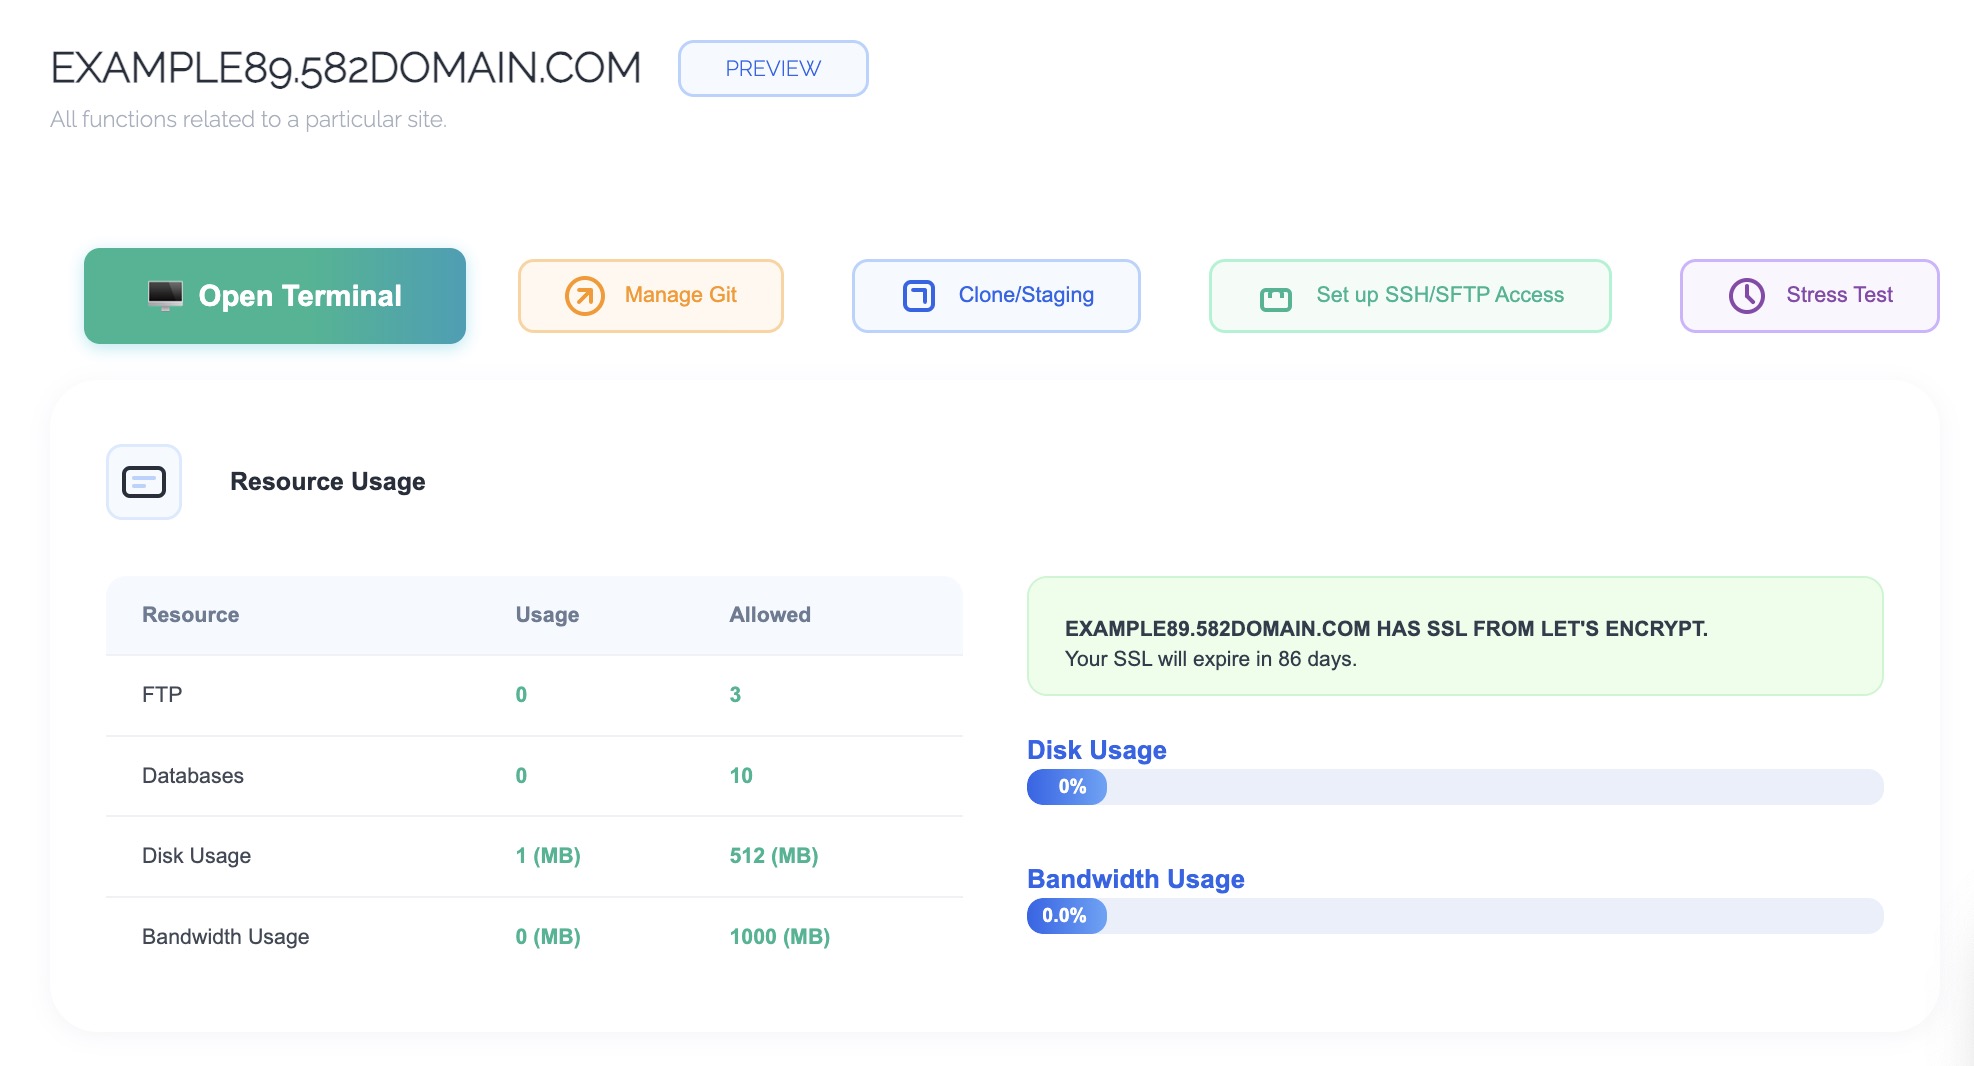 EXAMPLE89.582DOMAIN.COM
PREVIEW
All functions related to a particular site.
Open Terminal
Manage Git
Clone/Staging
Set up SSH/SFTP Access
Stress Test
Resource Usage
Resource Usage Allowed
FTP 0 3
Databases 0 10
Disk Usage 1 (MB) 512 (MB)
Bandwidth Usage 0 (MB) 1000 (MB)
EXAMPLE89.582DOMAIN.COM HAS SSL FROM LET'S ENCRYPT.
Your SSL will expire in 86 days.
Disk Usage
0%
Bandwidth Usage
0.0%